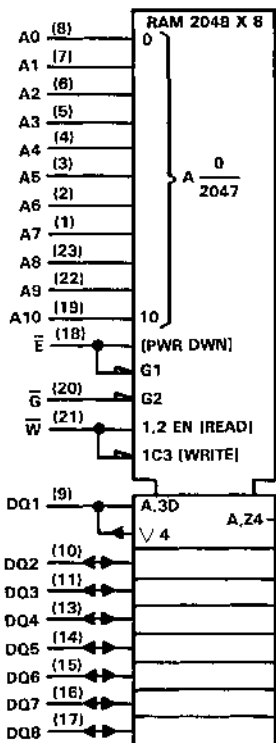 RAM 2048 X 8
A0 (8) 0
A1 (7)
A2 (6)
A3 (5)
A4 (4)
A5 (3) A 0
A6 (2) 2047
A7 (1)
A8 (23)
A9 (22)
A10 (19) 10
E (18) [PWR DWN]
G1
G (20) G2
W (21) 1,2 EN [READ]
1C3 [WRITE]
DQ1 (9) A,3D
A,Z4
▽ 4
DQ2 (10)
DQ3 (11)
DQ4 (13)
DQ5 (14)
DQ6 (15)
DQ7 (16)
DQ8 (17)